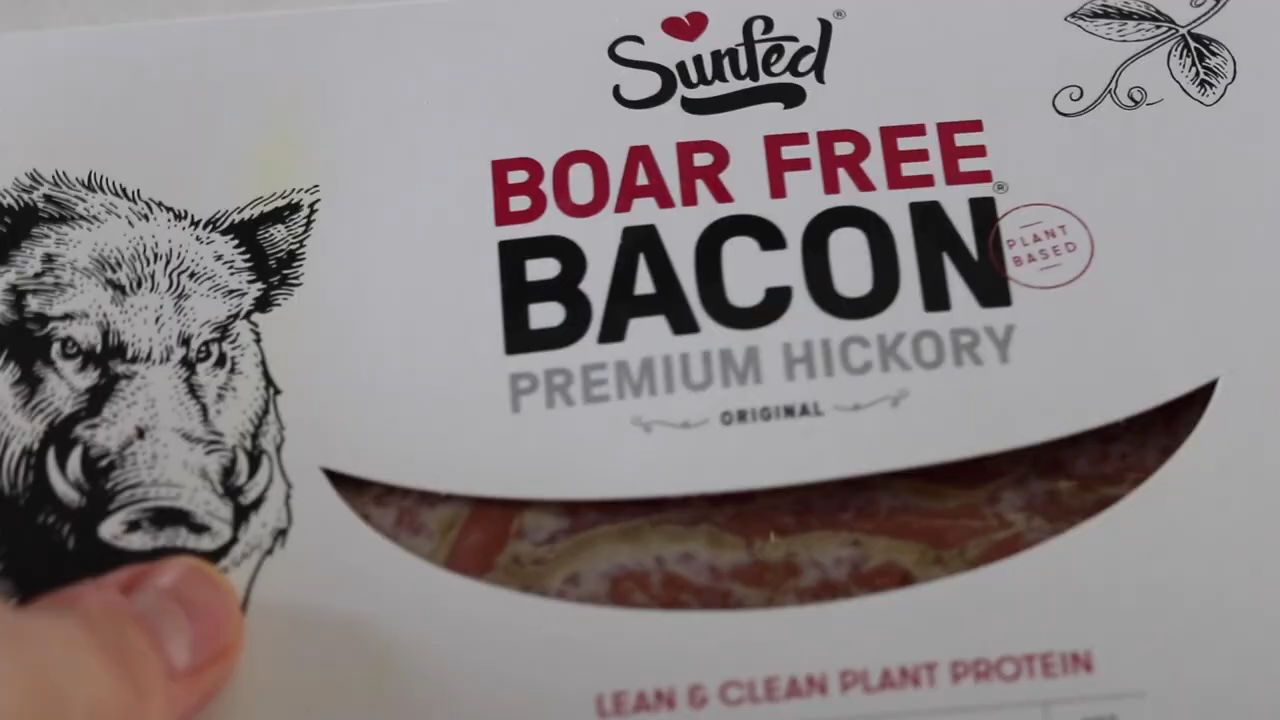 Sunfed®
BOAR FREE
BACON®
PLANT
BASED
PREMIUM HICKORY
ORIGINAL
LEAN & CLEAN PLANT PROTEIN